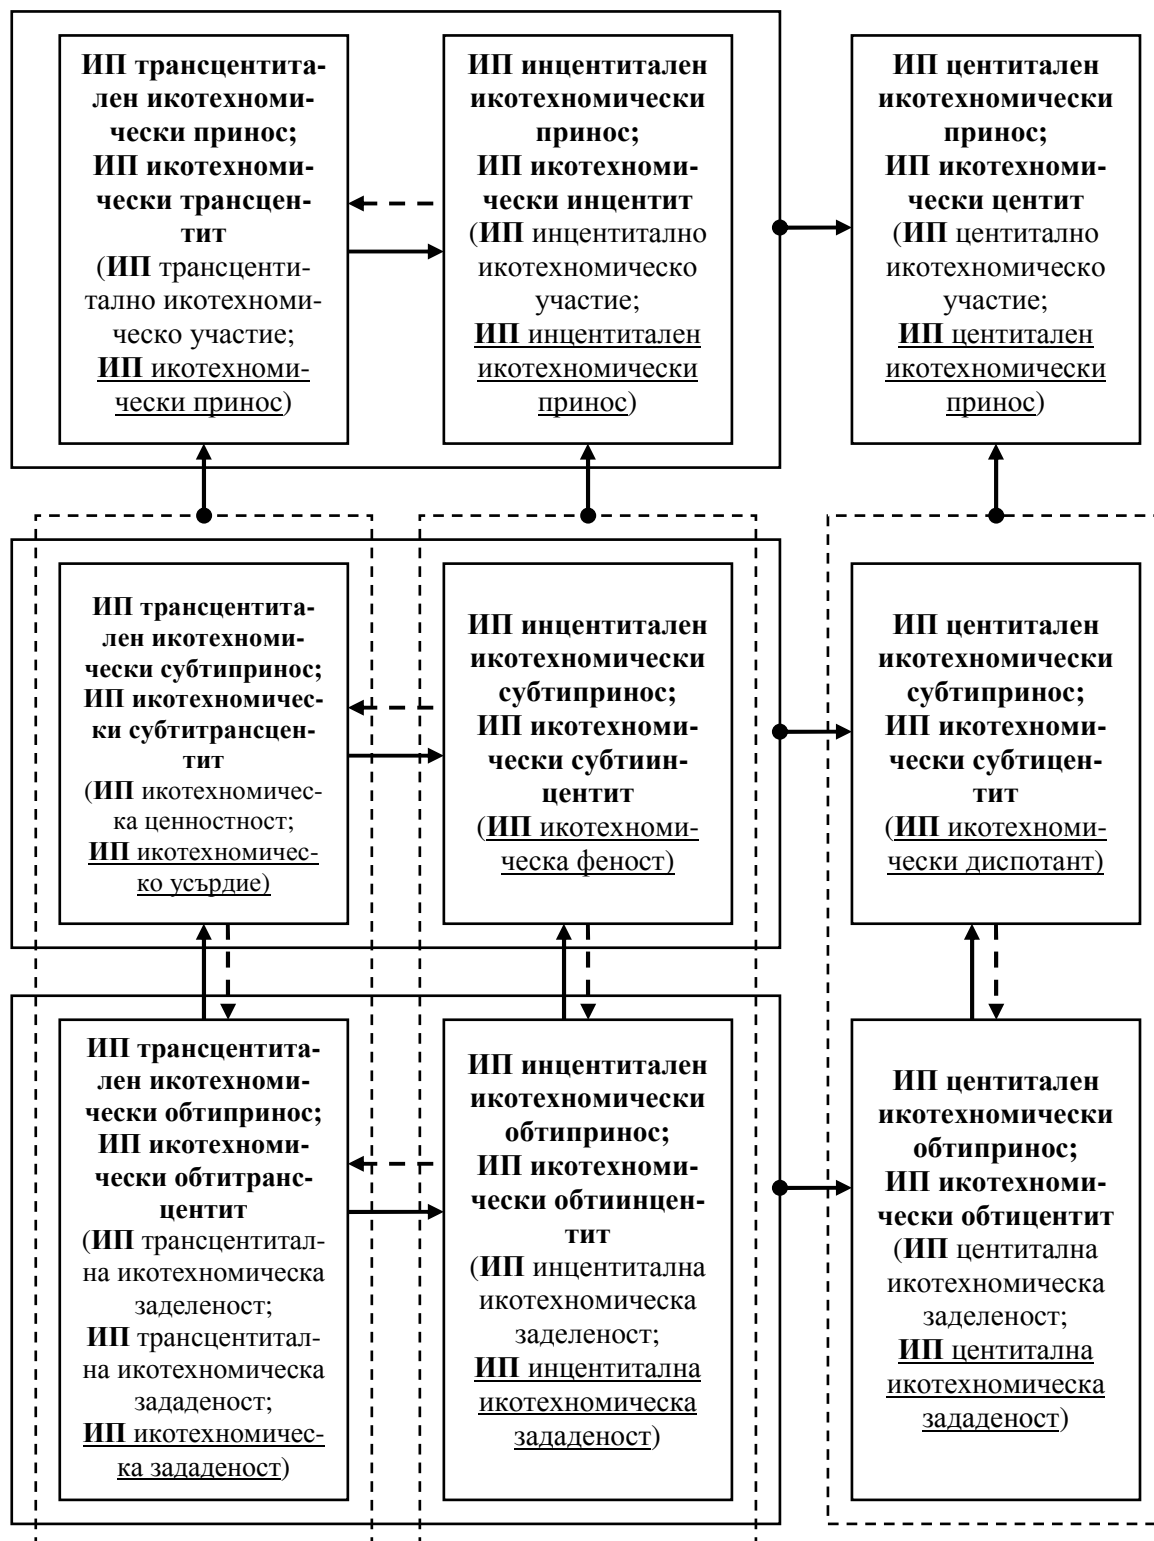 ИП трансцентита-
лен икотехноми-
чески принос;
ИП икотехноми-
чески трансцен-
тит
(ИП трансценти-
тално икотехноми-
ческо участие;
ИП икотехноми-
чески принос)
ИП инцентитален
икотехномически
принос;
ИП икотехноми-
чески инцентит
(ИП инцентитално
икотехномическо
участие;
ИП инцентитален
икотехномически
принос)
ИП центитален
икотехномически
принос;
ИП икотехноми-
чески центит
(ИП центитално
икотехномическо
участие;
ИП центитален
икотехномически
принос)
ИП трансцентита-
лен икотехноми-
чески субтипринос;
ИП икотехномичес-
ки субтитрансцен-
тит
(ИП икотехномичес-
ка ценностност;
ИП икотехномичес-
ко усърдие)
ИП инцентитален
икотехномически
субтипринос;
ИП икотехноми-
чески субтиин-
центит
(ИП икотехноми-
ческа феност)
ИП центитален
икотехномически
субтипринос;
ИП икотехноми-
чески субтицен-
тит
(ИП икотехноми-
чески диспотант)
ИП трансцентита-
лен икотехноми-
чески обтипринос;
ИП икотехноми-
чески обтитранс-
центит
(ИП трансцентитал-
на икотехномическа
заделеност;
ИП трансцентитал-
на икотехномическа
зададеност;
ИП икотехномичес-
ка зададеност)
ИП инцентитален
икотехномически
обтипринос;
ИП икотехноми-
чески обтиинцен-
тит
(ИП инцентитална
икотехномическа
заделеност;
ИП инцентитална
икотехномическа
зададеност)
ИП центитален
икотехномически
обтипринос;
ИП икотехноми-
чески обтицентит
(ИП центитална
икотехномическа
заделеност;
ИП центитална
икотехномическа
зададеност)